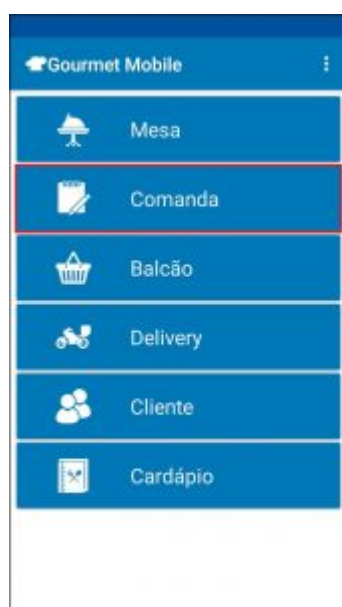 Gourmet Mobile
Mesa
Comanda
Balcão
Delivery
Cliente
Cardápio